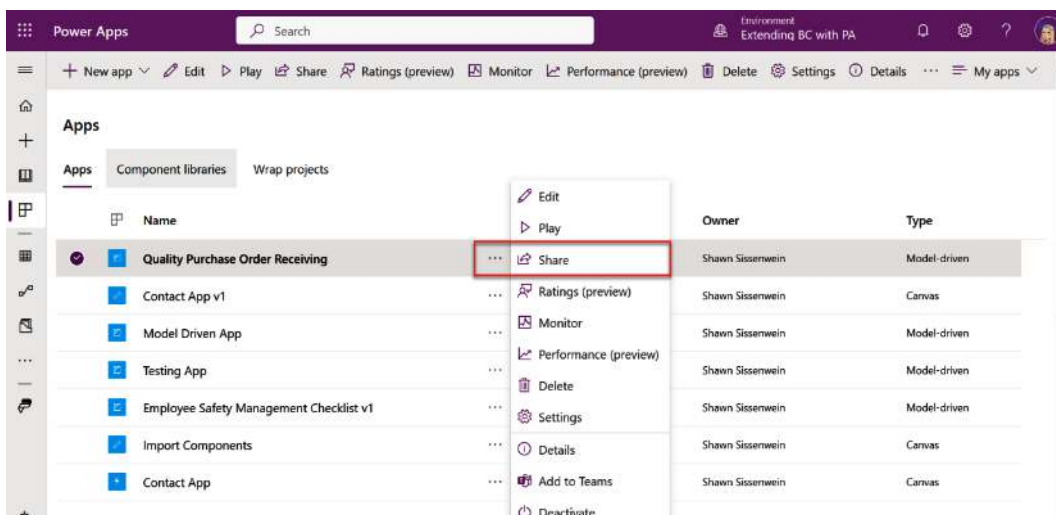 Power Apps
Search
Environment
Extending BC with PA
?
New app Edit Play Share Ratings (preview) Monitor Performance (preview) Delete Settings Details ... My apps
Apps
Apps Component libraries Wrap projects
Name Owner Type
Quality Purchase Order Receiving ... Shawn Sissenwein Model-driven
Contact App v1 ... Shawn Sissenwein Canvas
Model Driven App ... Shawn Sissenwein Model-driven
Testing App ... Shawn Sissenwein Model-driven
Employee Safety Management Checklist v1 ... Shawn Sissenwein Model-driven
Import Components ... Shawn Sissenwein Canvas
Contact App ... Shawn Sissenwein Canvas
Edit
Play
Share
Ratings (preview)
Monitor
Performance (preview)
Delete
Settings
Details
Add to Teams
Deactivate